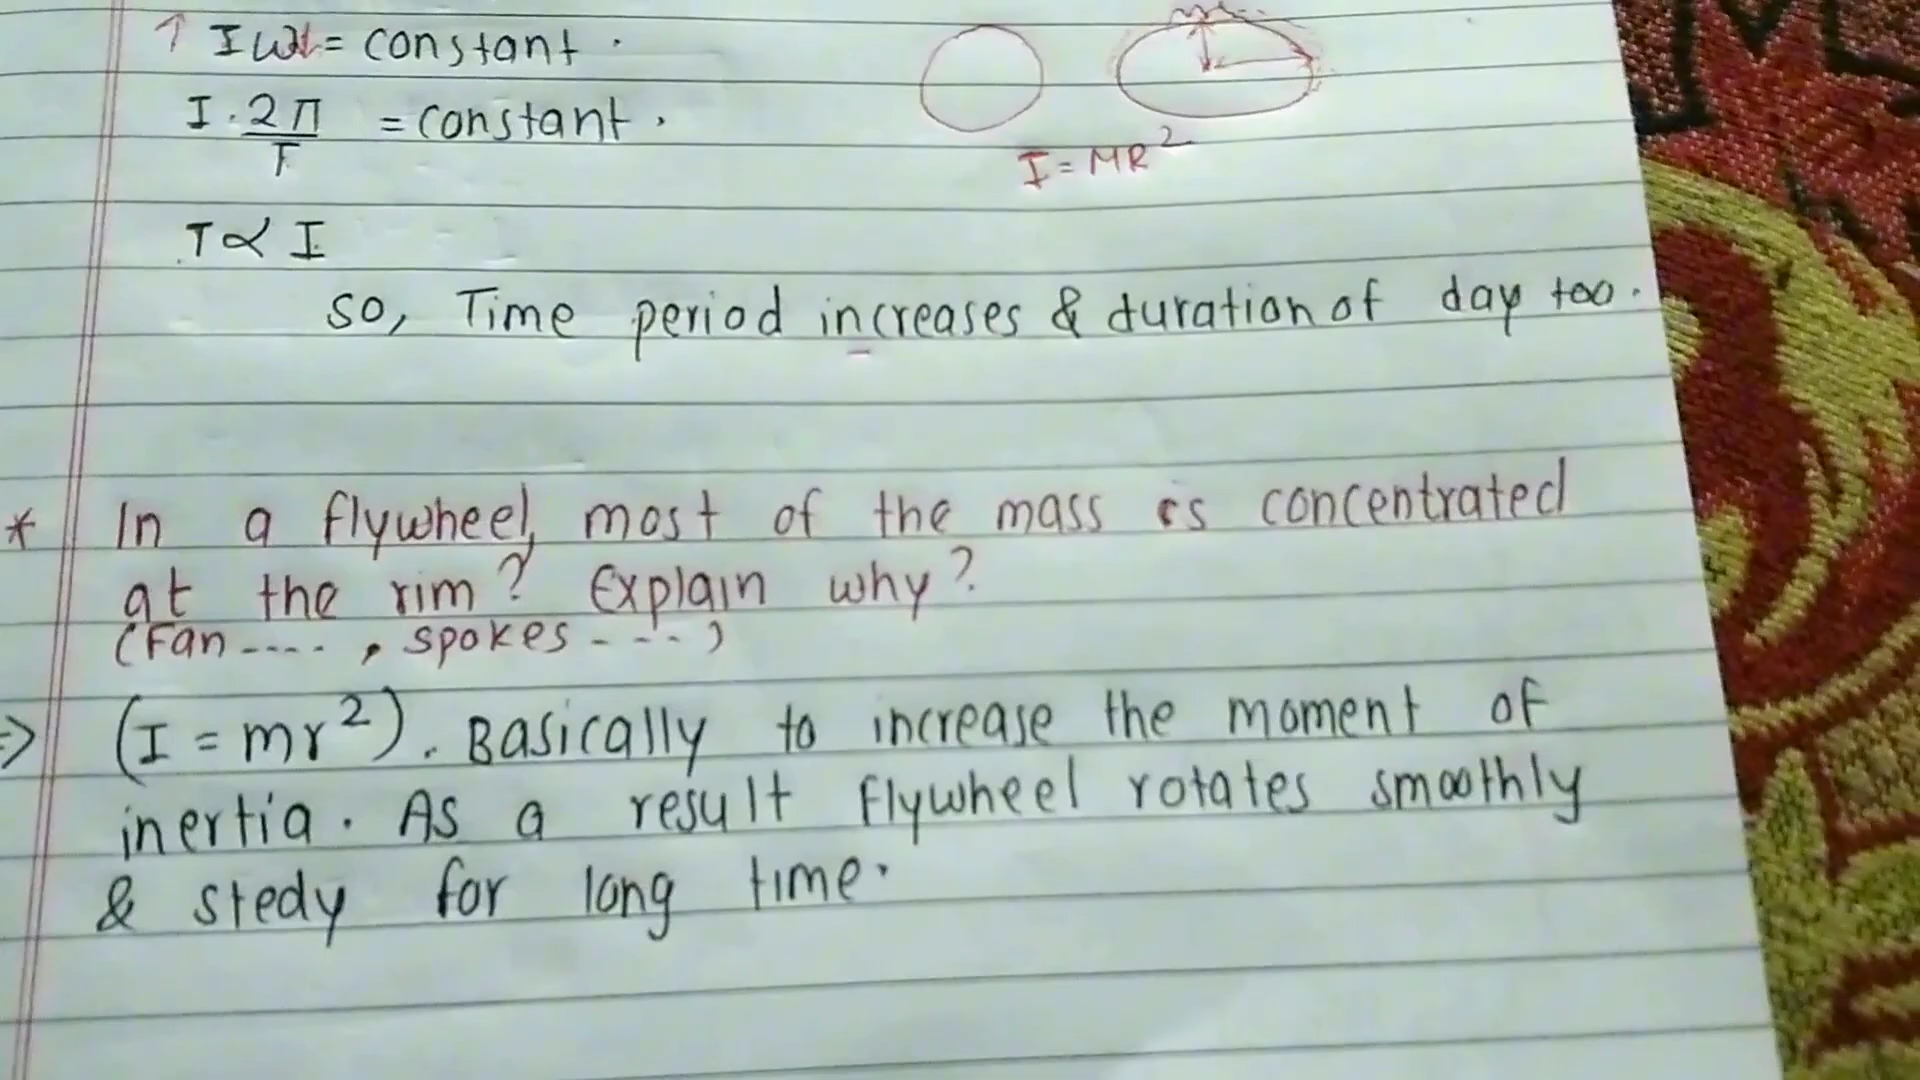 ↑ Iω↓ = constant.
I . 2π/T = constant.
I = MR²
T ∝ I
so, Time period increases & duration of day too.
* In a flywheel, most of the mass is concentrated
at the rim? Explain why?
(Fan ...., spokes - - - -)
=> (I = mr²). Basically to increase the moment of
inertia. As a result flywheel rotates smoothly
& stedy for long time.